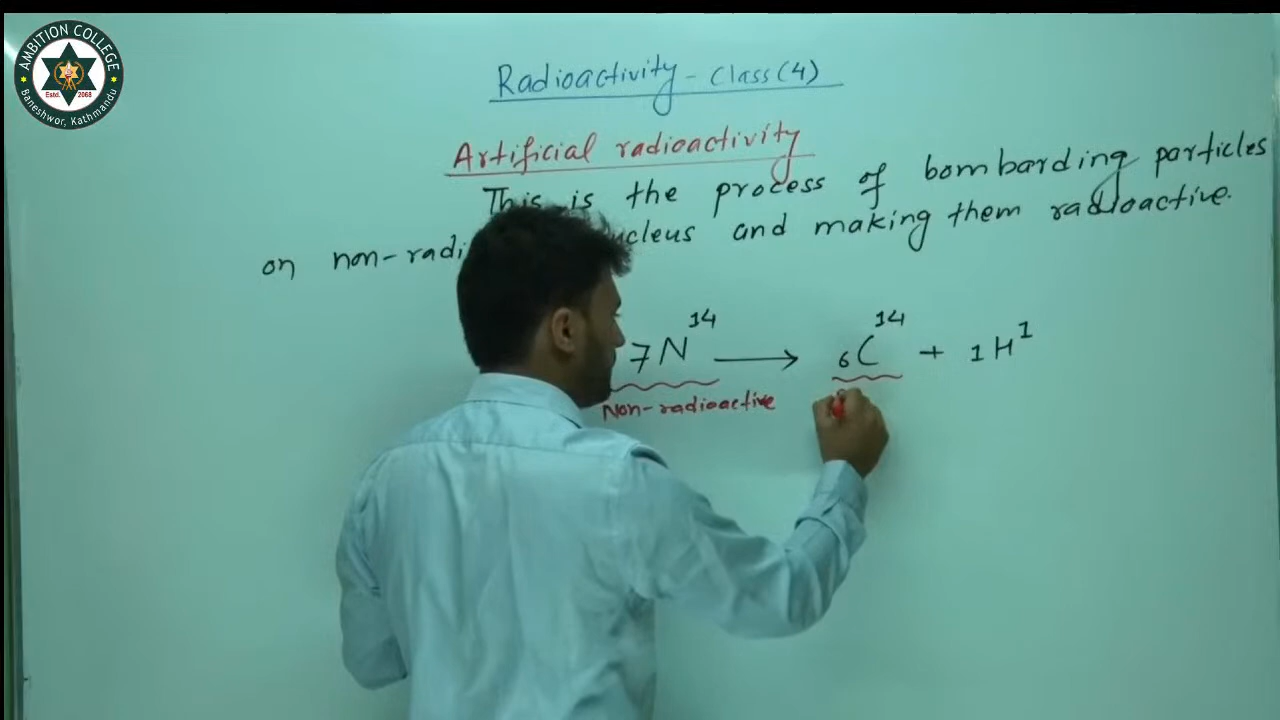 AMBITION COLLEGE
Estd. 2068
Baneshwor, Kathmandu
Radioactivity - Class (4)
Artificial radioactivity
This is the process of bombarding particles
on non-radi ucleus and making them radioactive.
7N14 → 6C14 + 1H1
Non-radioactive